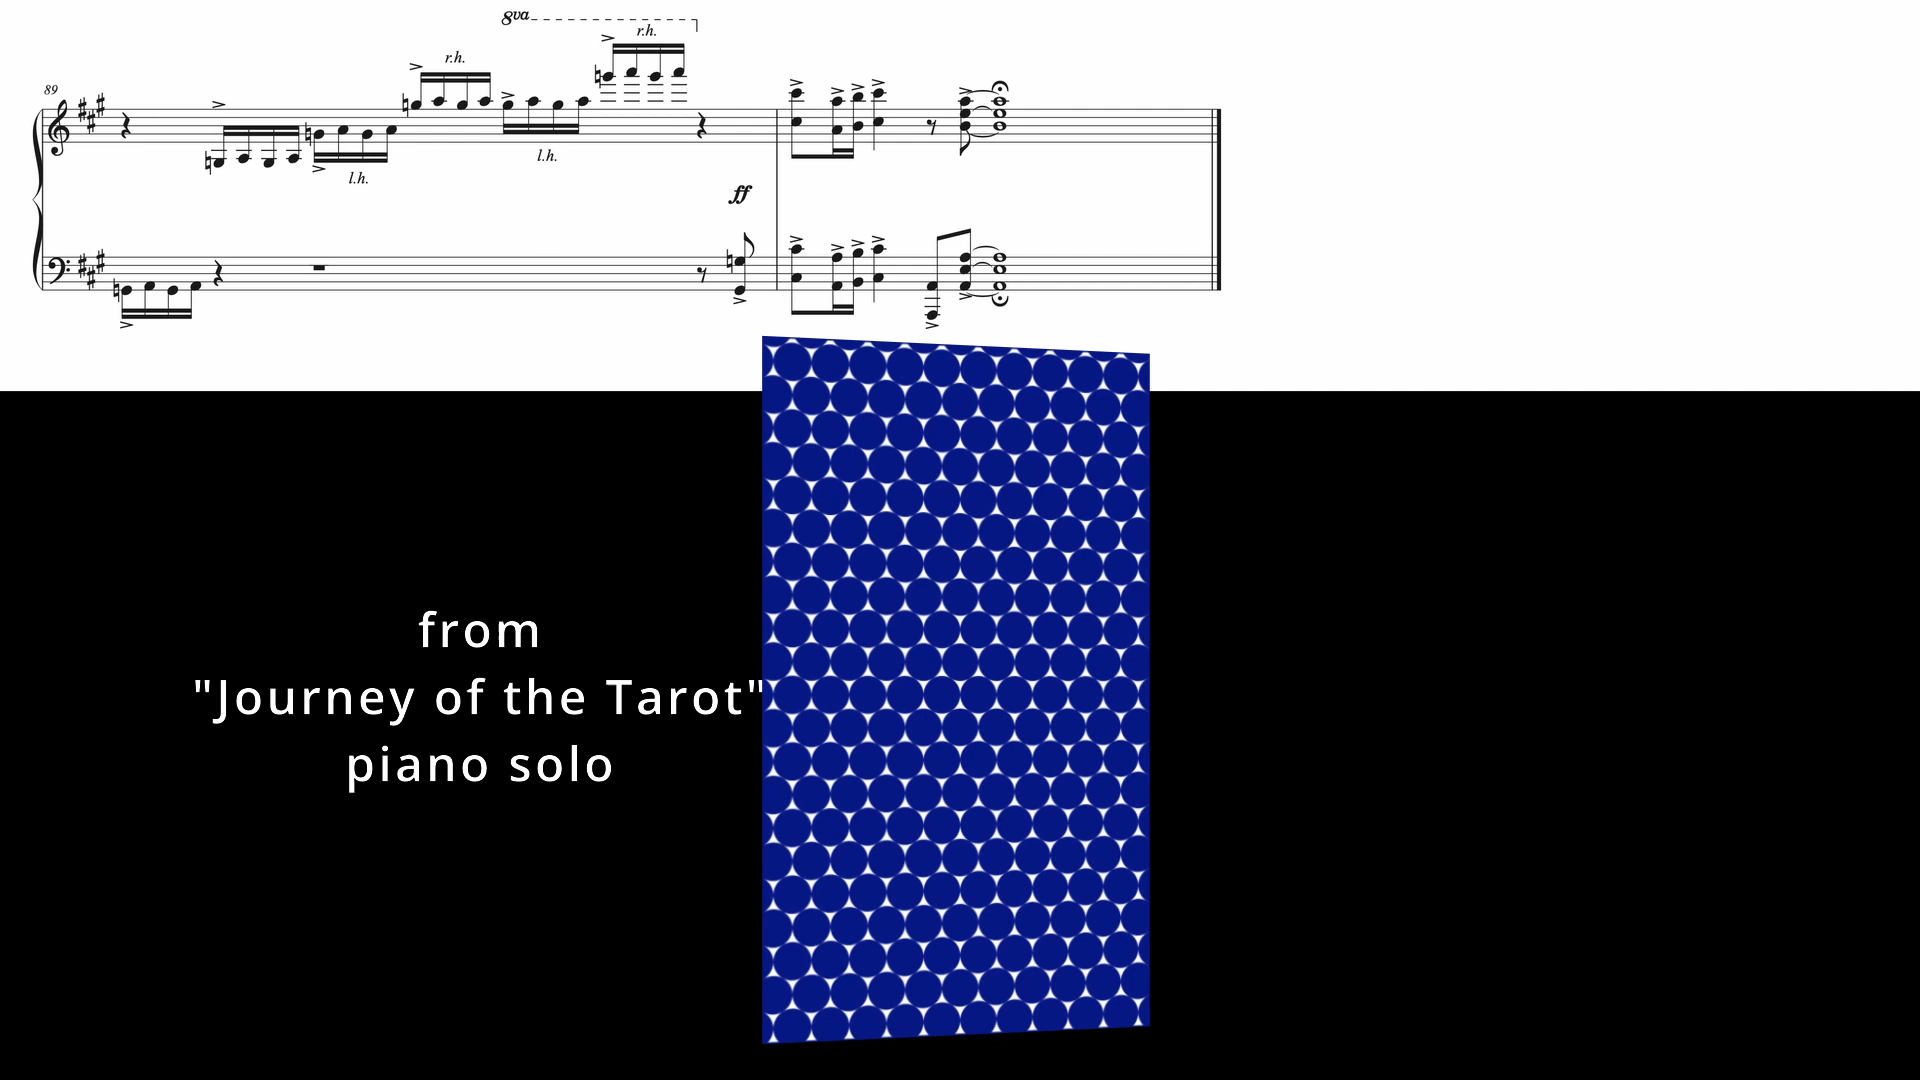 8va
r.h.
r.h.
89
l.h.
l.h.
ff
from
"Journey of the Tarot"
piano solo